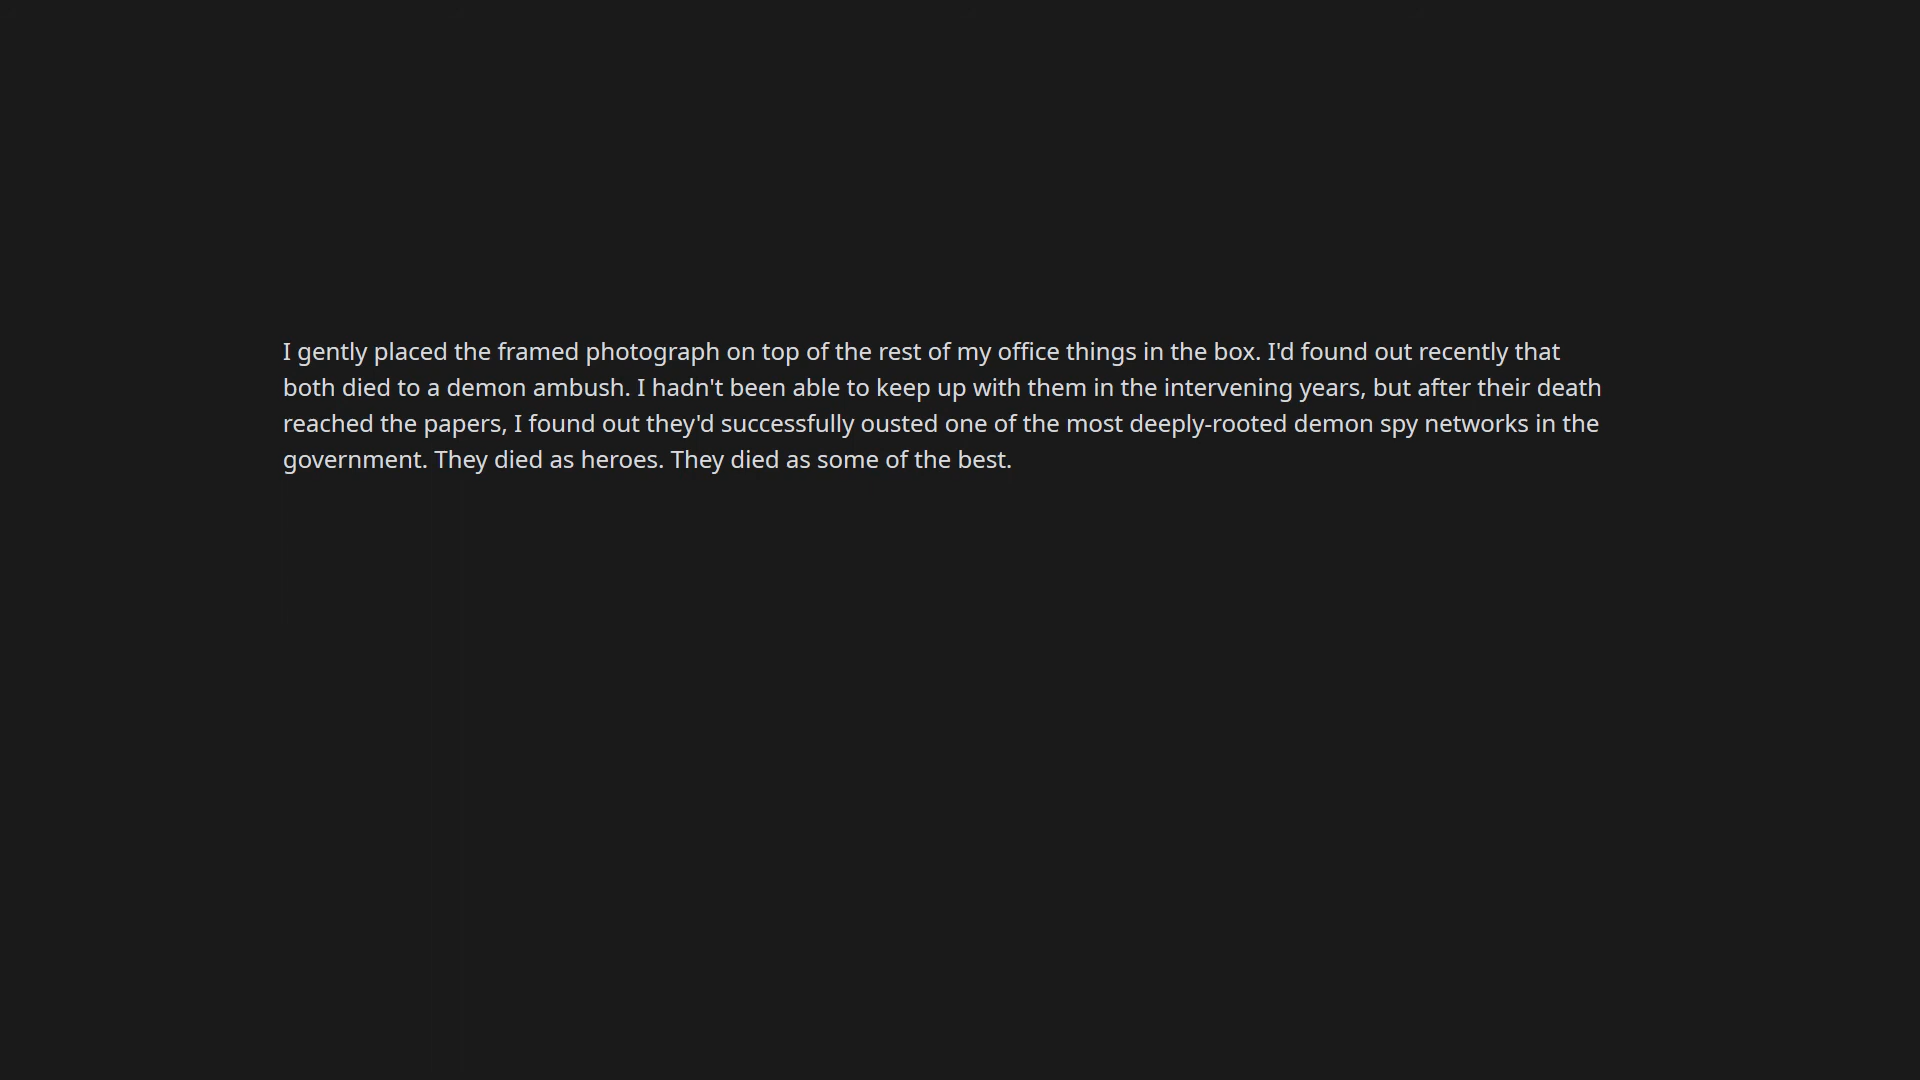 I gently placed the framed photograph on top of the rest of my office things in the box. I'd found out recently that
both died to a demon ambush. I hadn't been able to keep up with them in the intervening years, but after their death
reached the papers, I found out they'd successfully ousted one of the most deeply-rooted demon spy networks in the
government. They died as heroes. They died as some of the best.